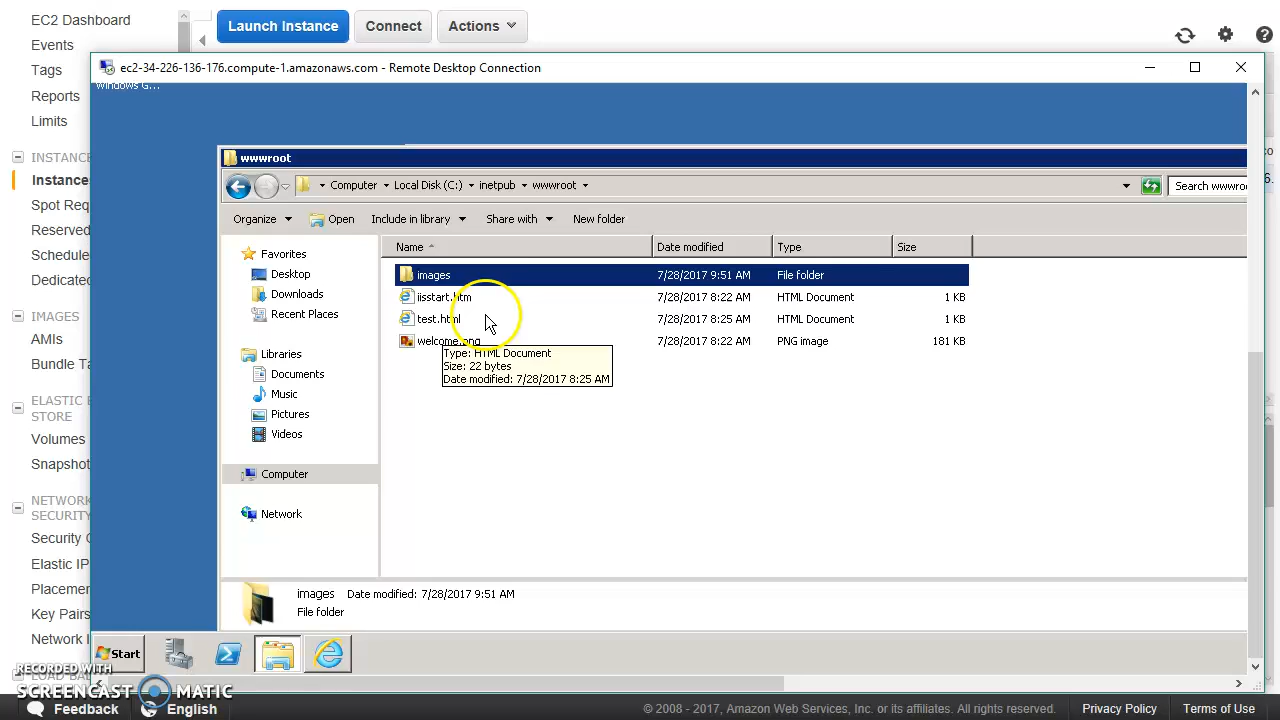 EC2 Dashboard
Events
Tags
Reports
Limits
INSTANCE
Instances
Spot Req
Reserved
Schedule
Dedicated
IMAGES
AMIs
Bundle Ta
ELASTIC B
STORE
Volumes
Snapshot
NETWORK
SECURITY
Security G
Elastic IP
Placemen
Key Pairs
Network I
LOAD BAL
Launch Instance
Connect
Actions
ec2-34-226-136-176.compute-1.amazonaws.com - Remote Desktop Connection
Windows G...
wwwroot
Computer Local Disk (C:) inetpub wwwroot
Search wwwro
Organize Open Include in library Share with New folder
Favorites
Desktop
Downloads
Recent Places
Libraries
Documents
Music
Pictures
Videos
Computer
Network
Name Date modified Type Size
images 7/28/2017 9:51 AM File folder
iisstart.htm 7/28/2017 8:22 AM HTML Document 1 KB
test.html 7/28/2017 8:25 AM HTML Document 1 KB
welcome.png 7/28/2017 8:22 AM PNG image 181 KB
Type: HTML Document
Size: 22 bytes
Date modified: 7/28/2017 8:25 AM
images Date modified: 7/28/2017 9:51 AM
File folder
Start
RECORDED WITH
SCREENCAST MATIC
Feedback English © 2008 - 2017, Amazon Web Services, Inc. or its affiliates. All rights reserved. Privacy Policy Terms of Use